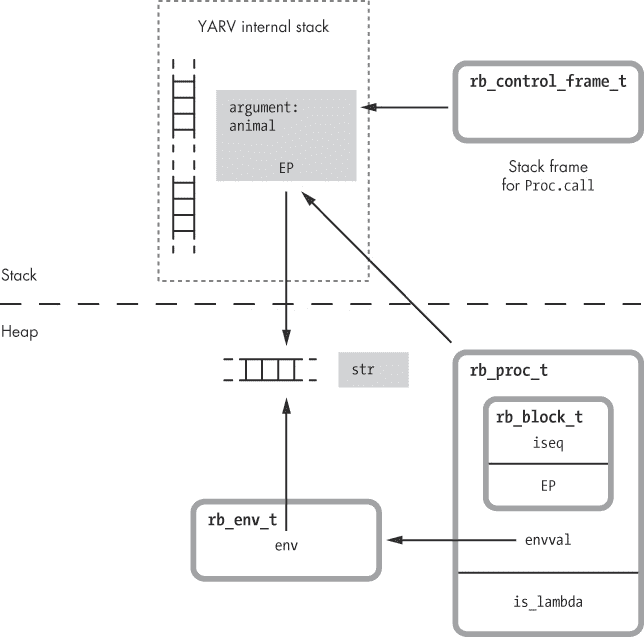 YARV internal stack
rb_control_frame_t
argument:
animal
EP
Stack frame
for Proc.call
Stack
Heap
str
rb_proc_t
rb_block_t
iseq
EP
rb_env_t
env
envval
is_lambda